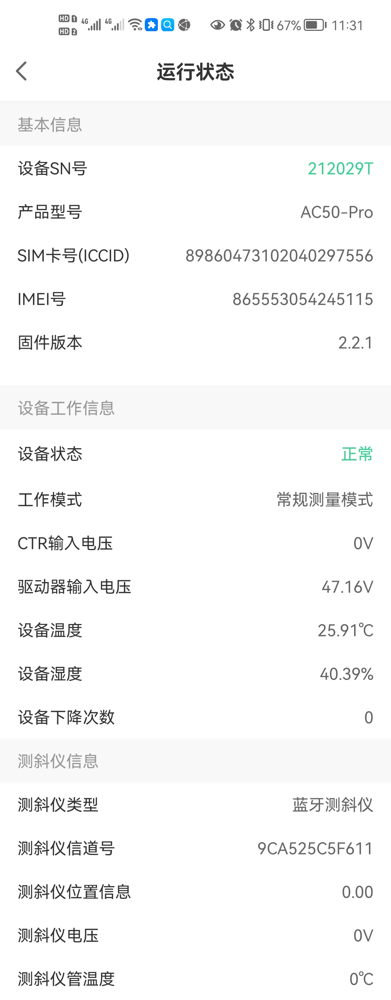 HD 1 4G 4G 67% 11:31
HD 2
运行状态
基本信息
设备SN号 212029T
产品型号 AC50-Pro
SIM卡号(ICCID) 89860473102040297556
IMEI号 865553054245115
固件版本 2.2.1
设备工作信息
设备状态 正常
工作模式 常规测量模式
CTR输入电压 0V
驱动器输入电压 47.16V
设备温度 25.91℃
设备湿度 40.39%
设备下降次数 0
测斜仪信息
测斜仪类型 蓝牙测斜仪
测斜仪信道号 9CA525C5F611
测斜仪位置信息 0.00
测斜仪电压 0V
测斜仪管温度 0℃